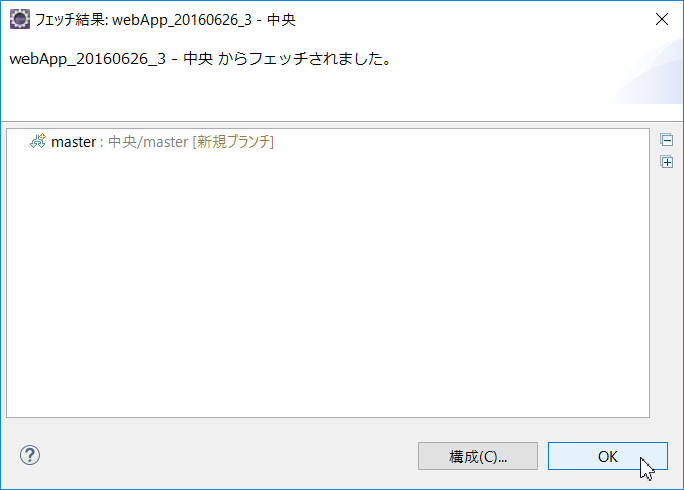 フェッチ結果: webApp_20160626_3 - 中央
webApp_20160626_3 - 中央 からフェッチされました。
master : 中央/master [新規ブランチ]
構成(C)... OK